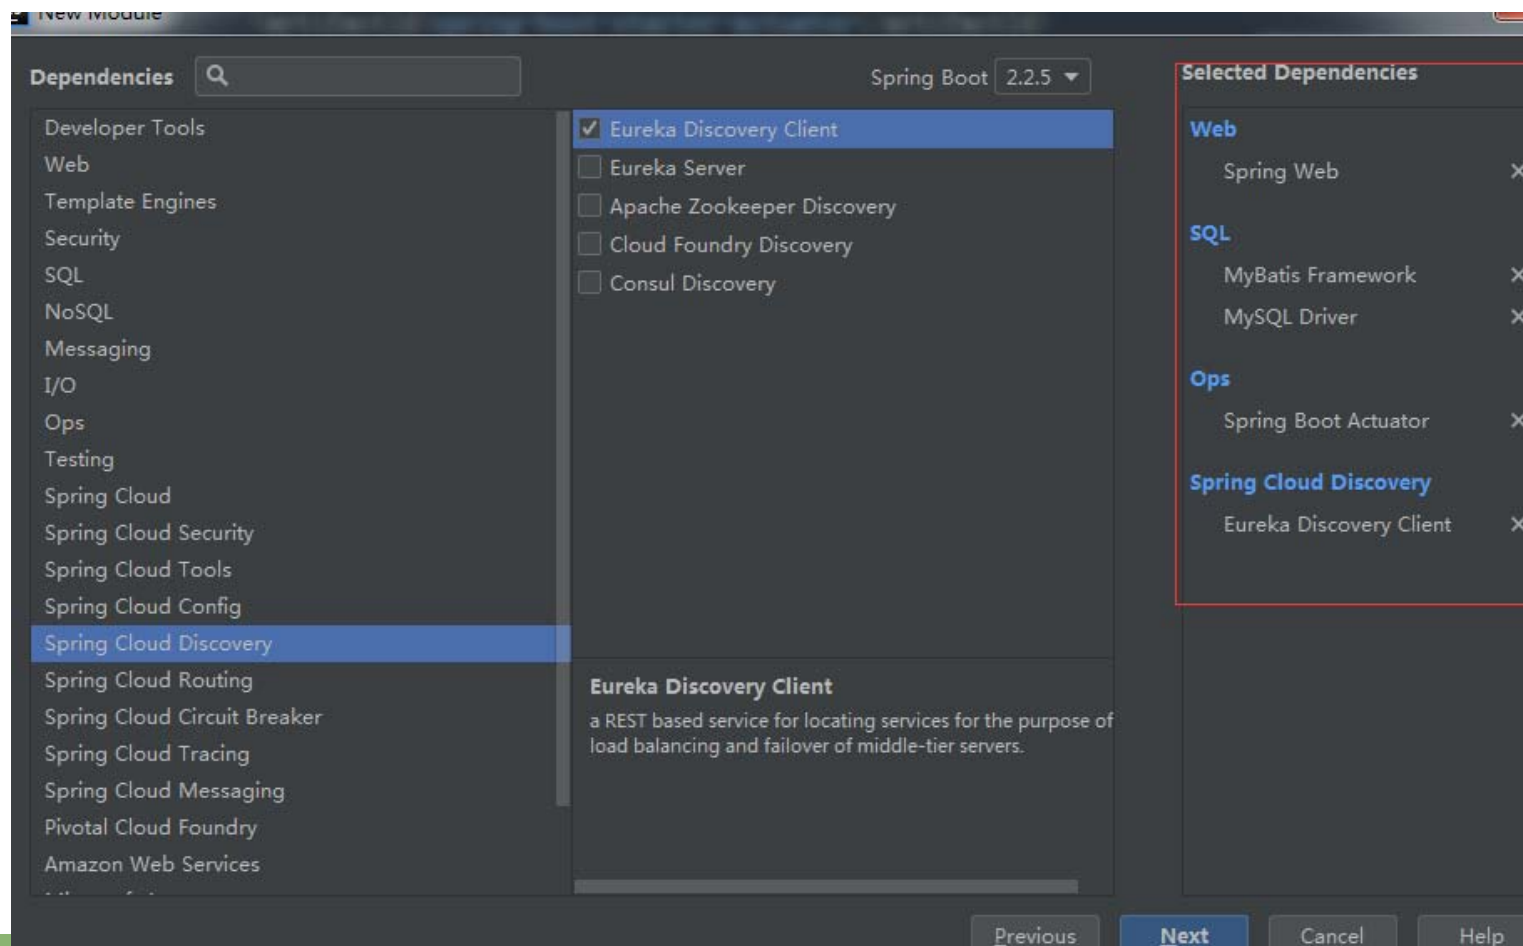 New Module
Dependencies
Spring Boot 2.2.5
Selected Dependencies
Developer Tools
Web
Template Engines
Security
SQL
NoSQL
Messaging
I/O
Ops
Testing
Spring Cloud
Spring Cloud Security
Spring Cloud Tools
Spring Cloud Config
Spring Cloud Discovery
Spring Cloud Routing
Spring Cloud Circuit Breaker
Spring Cloud Tracing
Spring Cloud Messaging
Pivotal Cloud Foundry
Amazon Web Services
Eureka Discovery Client
Eureka Server
Apache Zookeeper Discovery
Cloud Foundry Discovery
Consul Discovery
Eureka Discovery Client
a REST based service for locating services for the purpose of
load balancing and failover of middle-tier servers.
Web
Spring Web
SQL
MyBatis Framework
MySQL Driver
Ops
Spring Boot Actuator
Spring Cloud Discovery
Eureka Discovery Client
Previous
Next
Cancel
Help